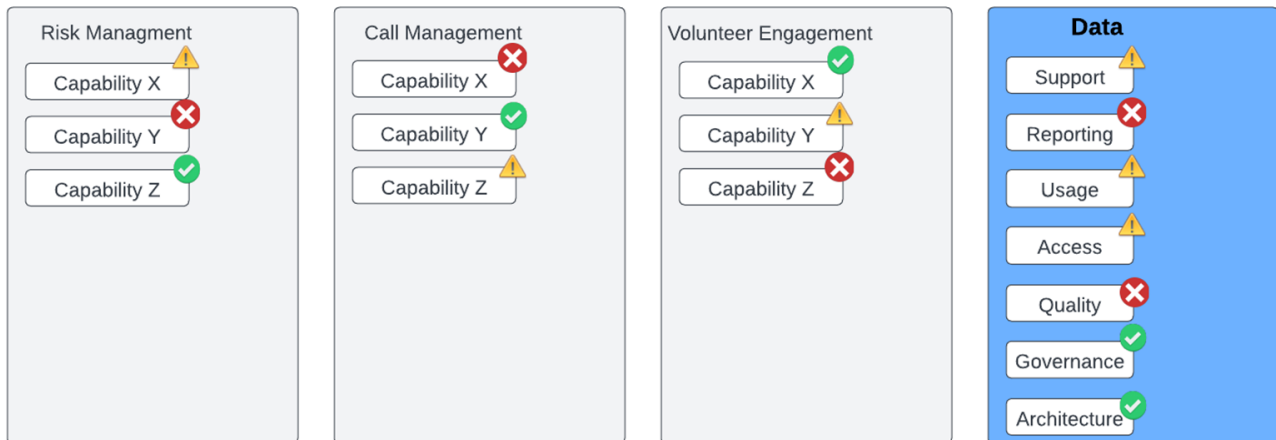 Risk Managment
Capability X
Capability Y
Capability Z
Call Management
Capability X
Capability Y
Capability Z
Volunteer Engagement
Capability X
Capability Y
Capability Z
Data
Support
Reporting
Usage
Access
Quality
Governance
Architecture